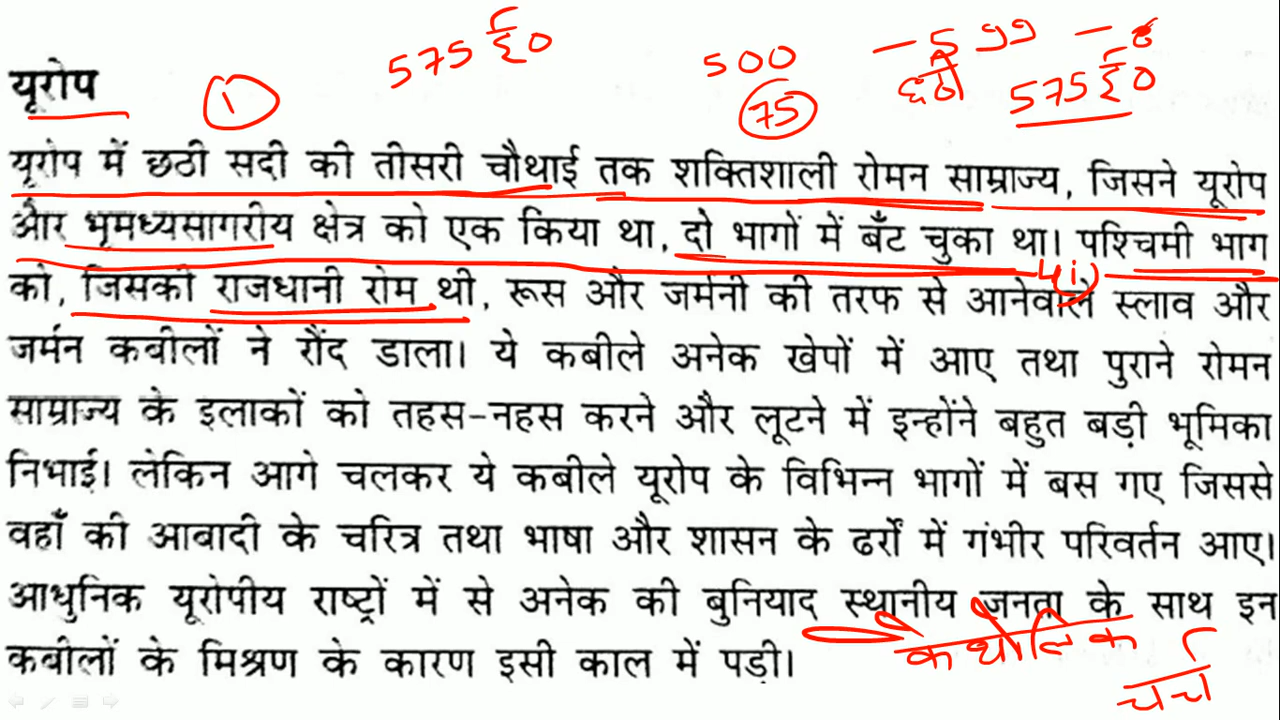 575 ई०
500
– 599 –
छठी
575 ई०
75
यूरोप
1
यूरोप में छठी सदी की तीसरी चौथाई तक शक्तिशाली रोमन साम्राज्य, जिसने यूरोप
और भूमध्यसागरीय क्षेत्र को एक किया था, दो भागों में बँट चुका था। पश्चिमी भाग
को, जिसकी राजधानी रोम थी, रूस और जर्मनी की तरफ से आनेवाले स्लाव और
जर्मन कबीलों ने रौंद डाला। ये कबीले अनेक खेपों में आए तथा पुराने रोमन
साम्राज्य के इलाकों को तहस-नहस करने और लूटने में इन्होंने बहुत बड़ी भूमिका
निभाई। लेकिन आगे चलकर ये कबीले यूरोप के विभिन्न भागों में बस गए जिससे
वहाँ की आबादी के चरित्र तथा भाषा और शासन के ढर्रों में गंभीर परिवर्तन आए।
आधुनिक यूरोपीय राष्ट्रों में से अनेक की बुनियाद स्थानीय जनता के साथ इन
कबीलों के मिश्रण के कारण इसी काल में पड़ी।
कैथोलिक
चर्च